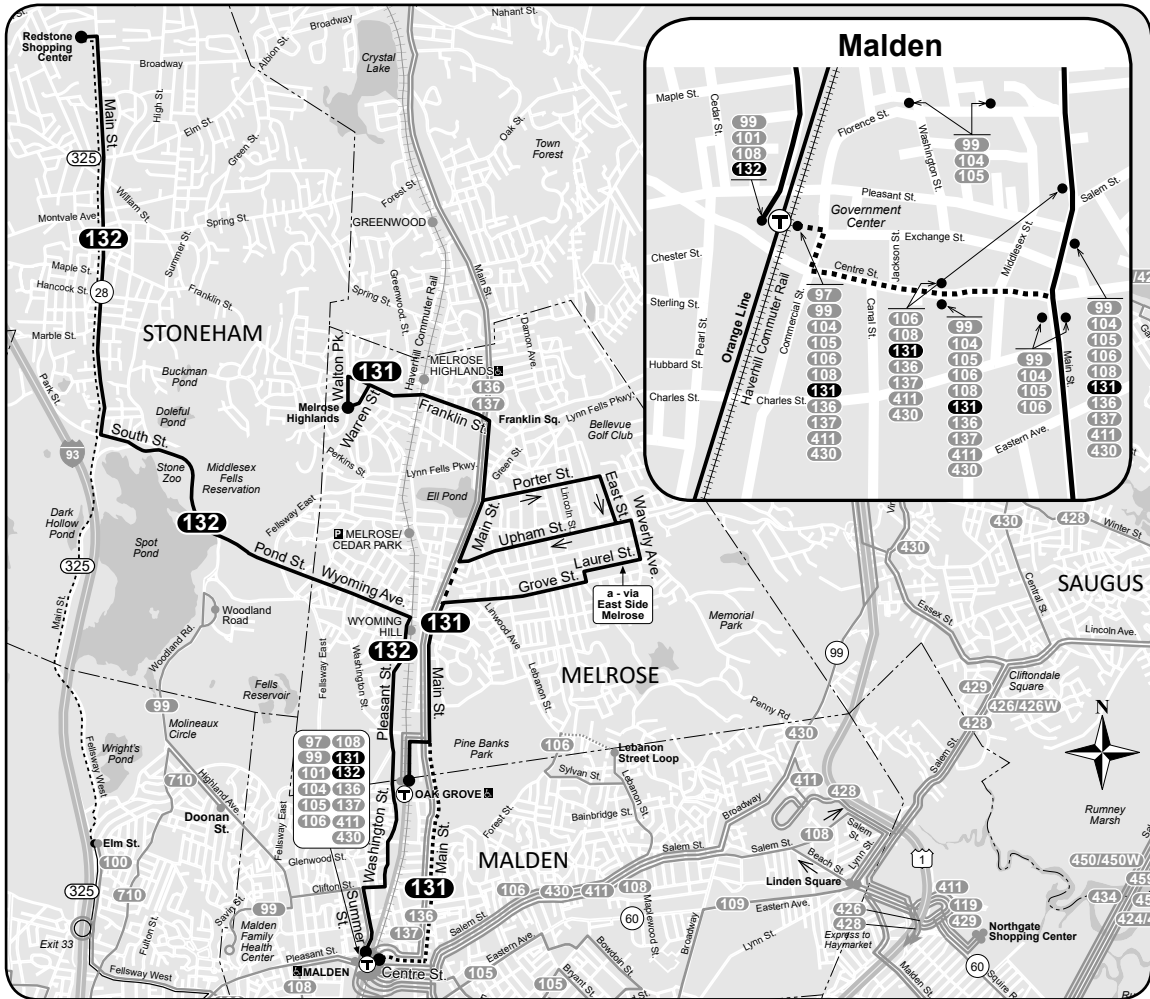 Redstone
Shopping
Center
Broadway
High St.
Albion St.
Broadway
Nahant St.
Crystal
Lake
Elm St.
Green St.
Oak St.
Town
Forest
Main St.
325
William St.
Forest St.
Montvale Ave
Spring St.
GREENWOOD
132
Summer St.
Maple St.
Hancock St.
28
Franklin St.
Greenwood. St.
Spring St.
Haverhill Commuter Rail
Main St.
Marble St.
STONEHAM
Damon Ave.
Park St.
Buckman
Pond
Walton Pk.
131
MELROSE
HIGHLANDS
136
137
Doleful
Pond
Melrose
Highlands
Warren St.
Franklin St.
Franklin Sq.
Lynn Fells Pkwy.
Bellevue
Golf Club
South St.
93
Stone
Zoo
Middlesex
Fells
Reservation
Perkins St.
Lynn Fells Pkwy.
Green St.
Ell Pond
Porter St.
East St.
Lincoln St.
Waverly Ave.
Dark
Hollow
Pond
Spot
Pond
132
Fellsway East
P MELROSE/
CEDAR PARK
Main St.
Upham St.
Laurel St.
Grove St.
Pond St.
Wyoming Ave.
325
a - via
East Side
Melrose
Main St.
Woodland
Road
Woodland Rd.
WYOMING
HILL
131
132
Linwood Ave
Memorial
Park
Fellsway East
Washington St.
Pleasant St.
Main St.
Lebanon St.
MELROSE
99
Fells
Reservoir
99
Molineaux
Circle
Penny Rd
430
Wright's
Pond
Fellsway West
710
Highland Ave.
97 108
99 131
101 132
104 136
105 137
106 411
430
Pine Banks
Park
106
Lebanon
Street Loop
Sylvan St.
T OAK GROVE
Doonan
St.
Fellsway East
Washington St.
Main St.
Forest St.
Lebanon St.
Bainbridge St.
Broadway
411
428
Elm St.
100
Glenwood St.
MALDEN
Salem St.
Salem St.
108
Salem St.
Beach St.
Lynn St.
325
710
Clifton St.
Summer St.
131
106
430
411
108
Linden Square
Savin St.
99
136
137
Salem St.
60
Maplewood St.
109
Eastern Ave.
Broadway
Exit 33
Fulton St.
Malden
Family
Health
Center
Pleasant St.
Eastern Ave.
Bowdoin St.
Lynn St.
Fellsway West
MALDEN
108
T
Centre St.
105
Bryant St.
105
426
428
Express to
Haymarket
Malden St.
1
411
119
429
Northgate
Shopping Center
60
Squire Rd.
430
428
Winter St.
430
Central St.
SAUGUS
Essex St.
Lincoln Ave.
Cliftondale
Square
429
426/426W
428
Salem St.
N
Rumney
Marsh
450/450W
434
Malden
Maple St.
Cedar St.
99
101
108
132
Florence St.
Washington St.
99
104
105
Pleasant St.
Salem St.
Government
Center
T
Exchange St.
Jackson St.
Middlesex St.
Chester St.
Centre St.
Sterling St.
Pearl St.
Orange Line
Haverhill Commuter Rail
Commercial St.
Canal St.
Hubbard St.
Charles St.
Charles St.
Main St.
Eastern Ave.
97
99
104
105
106
108
131
136
137
411
430
106
108
131
136
137
411
430
99
104
105
106
108
131
136
137
411
430
99
104
105
106
99
104
105
106
108
131
136
137
411
430